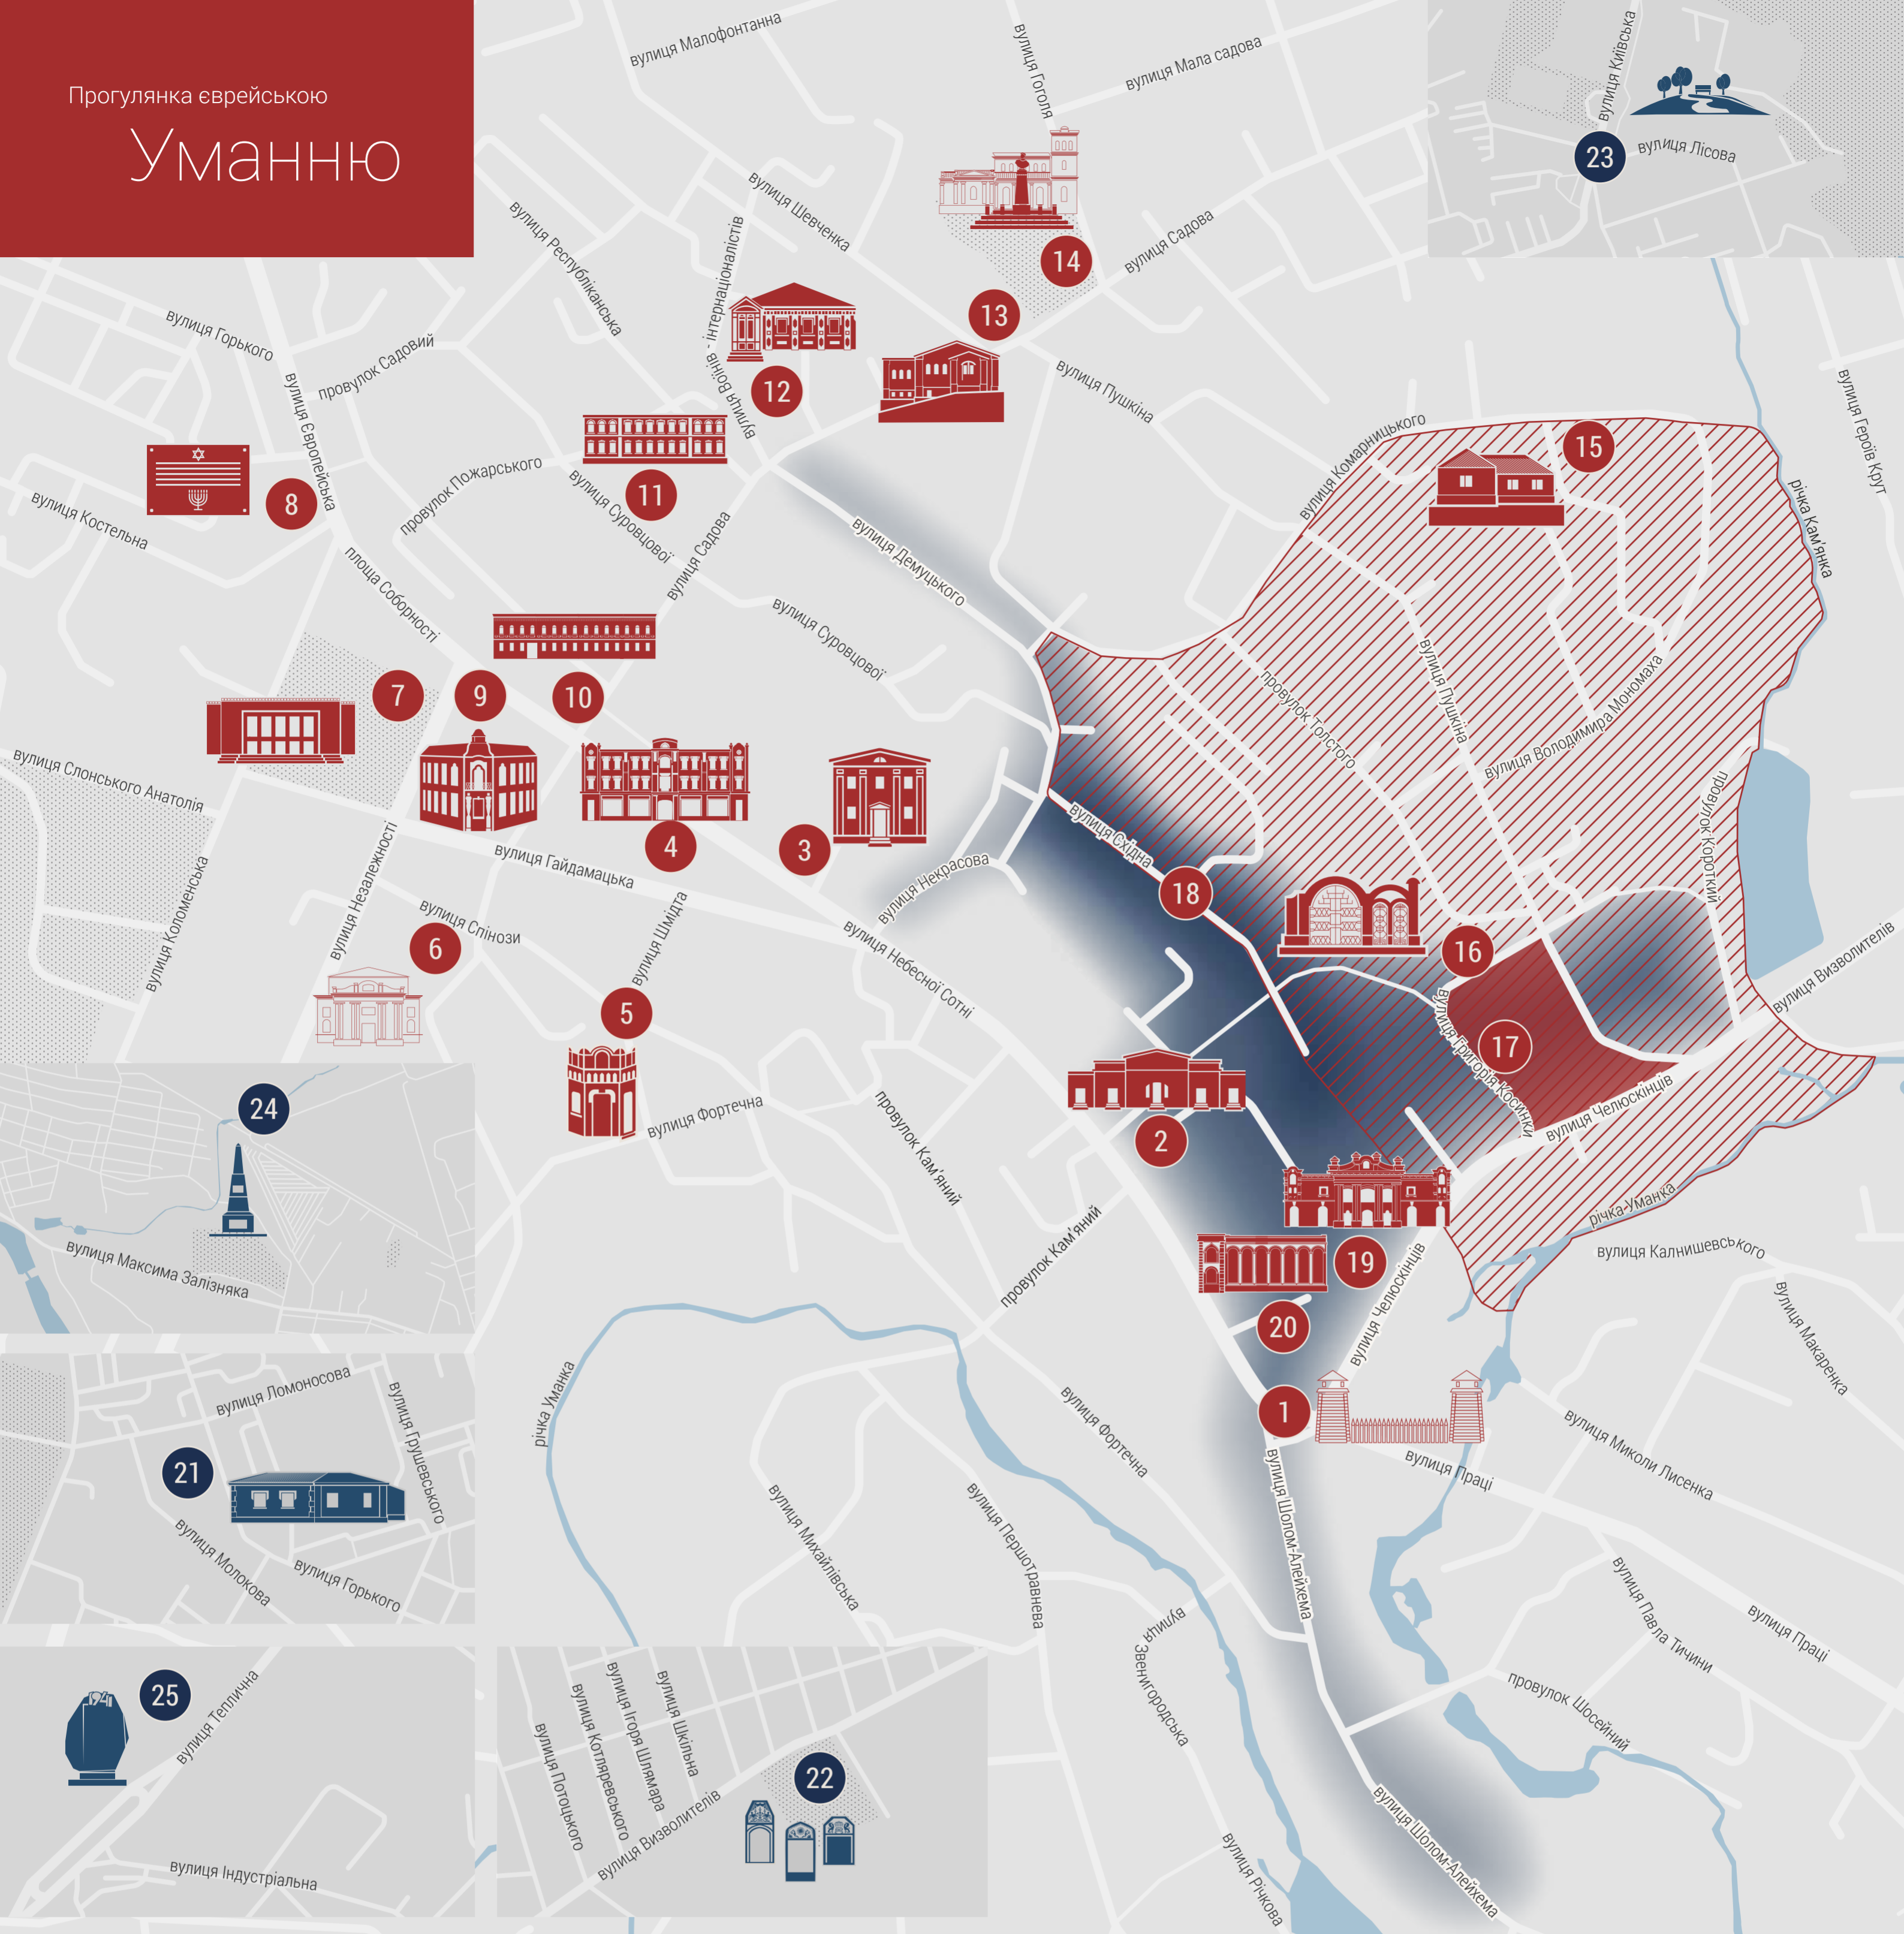 Прогулянка єврейською
Уманню
вулиця Малофонтанна
вулиця Гоголя
вулиця Мала садова
вулиця Київська
23
вулиця Лісова
вулиця Шевченка
вулиця Республіканська
вулиця Воїнів - інтернаціоналістів
14
вулиця Садова
13
12
вулиця Пушкіна
вулиця Горького
провулок Садовий
вулиця Європейська
8
вулиця Костельна
площа Соборності
провулок Пожарського
11
вулиця Суровцової
вулиця Садова
вулиця Демуцького
вулиця Суровцової
вулиця Комарницького
15
річка Кам'янка
вулиця Героїв Крут
7
9
10
4
3
вулиця Слонського Анатолія
вулиця Коломенська
вулиця Незалежності
вулиця Гайдамацька
вулиця Спінози
6
вулиця Шмідта
5
вулиця Фортечна
вулиця Некрасова
вулиця Небесної Сотні
вулиця Східна
18
провулок Толстого
вулиця Пушкіна
вулиця Володимира Мономаха
провулок Короткий
16
17
вулиця Григорія Косинки
вулиця Визволителів
вулиця Челюскінців
2
провулок Кам'яний
провулок Кам'яний
19
20
вулиця Челюскінців
річка Уманка
вулиця Калнишевського
вулиця Макаренка
1
вулиця Праці
вулиця Миколи Лисенка
вулиця Павла Тичини
вулиця Праці
провулок Шосейний
вулиця Шолом-Алейхема
вулиця Шолом-Алейхема
вулиця Фортечна
річка Уманка
вулиця Михайлівська
вулиця Першотравнева
вулиця Звенигородська
вулиця Річкова
24
вулиця Максима Залізняка
вулиця Ломоносова
вулиця Грушевського
21
вулиця Молокова
вулиця Горького
1941
25
вулиця Теплична
вулиця Індустріальна
вулиця Потоцького
вулиця Котляревського
вулиця Ігоря Шлямара
вулиця Шкільна
вулиця Визволителів
22